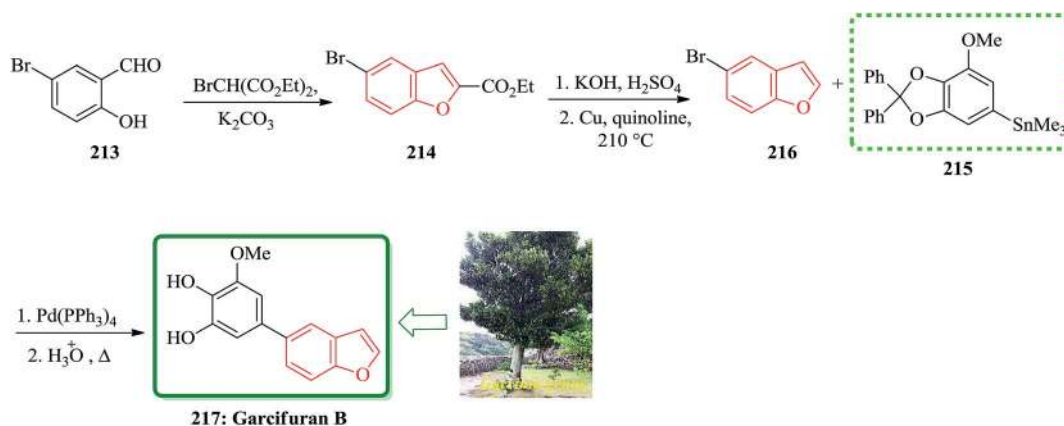 Br
CHO
OH
213
BrCH(CO₂Et)₂,
K₂CO₃
Br
O
CO₂Et
214
1. KOH, H₂SO₄
2. Cu, quinoline,
210 °C
Br
O
216
+
OMe
Ph
Ph
O
O
SnMe₃
215
1. Pd(PPh₃)₄
2. H₃O⁺, Δ
OMe
HO
HO
O
217: Garcifuran B